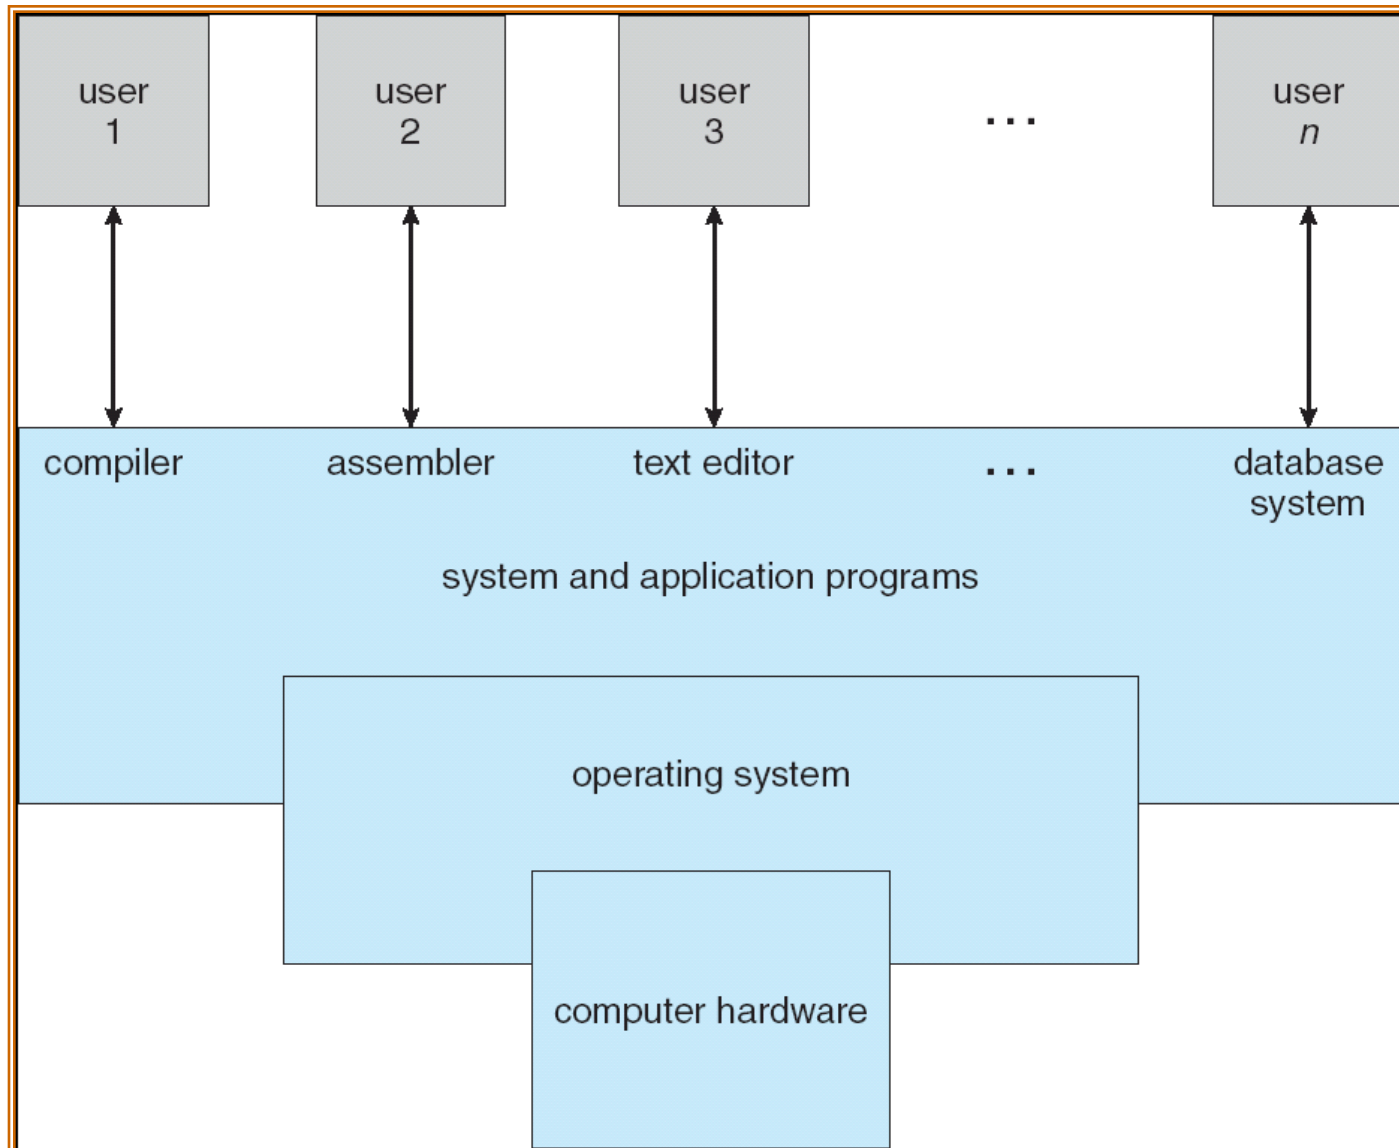 user
1
user
2
user
3
...
user
n
compiler
assembler
text editor
...
database
system
system and application programs
operating system
computer hardware